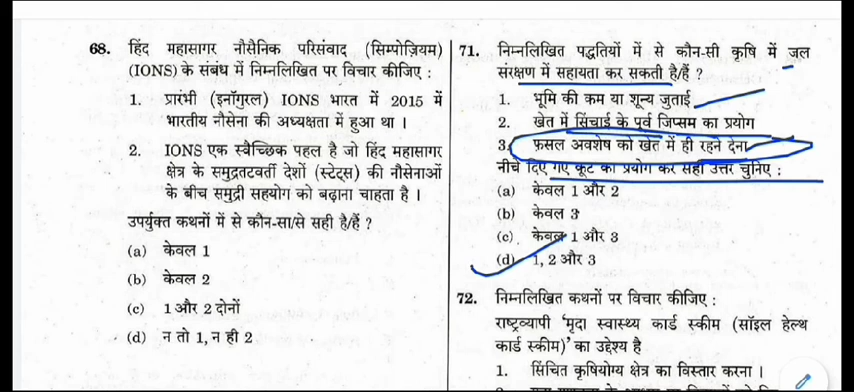 68. हिंद महासागर नौसैनिक परिसंवाद (सिम्पोज़ियम)
(IONS) के संबंध में निम्नलिखित पर विचार कीजिए :
1. प्रारंभी (इनॉगुरल) IONS भारत में 2015 में
भारतीय नौसेना की अध्यक्षता में हुआ था ।
2. IONS एक स्वैच्छिक पहल है जो हिंद महासागर
क्षेत्र के समुद्रतटवर्ती देशों (स्टेट्स) की नौसेनाओं
के बीच समुद्री सहयोग को बढ़ाना चाहता है ।
उपर्युक्त कथनों में से कौन-सा/से सही है/हैं ?
(a) केवल 1
(b) केवल 2
(c) 1 और 2 दोनों
(d) न तो 1, न ही 2
71. निम्नलिखित पद्धतियों में से कौन-सी कृषि में जल
संरक्षण में सहायता कर सकती है/हैं ?
1. भूमि की कम या शून्य जुताई
2. खेत में सिंचाई के पूर्व जिप्सम का प्रयोग
3. फ़सल अवशेष को खेत में ही रहने देना
नीचे दिए गए कूट का प्रयोग कर सही उत्तर चुनिए :
(a) केवल 1 और 2
(b) केवल 3
(c) केवल 1 और 3
(d) 1, 2 और 3
72. निम्नलिखित कथनों पर विचार कीजिए :
राष्ट्रव्यापी 'मृदा स्वास्थ्य कार्ड स्कीम (सॉइल हेल्थ
कार्ड स्कीम)' का उद्देश्य है
1. सिंचित कृषियोग्य क्षेत्र का विस्तार करना ।